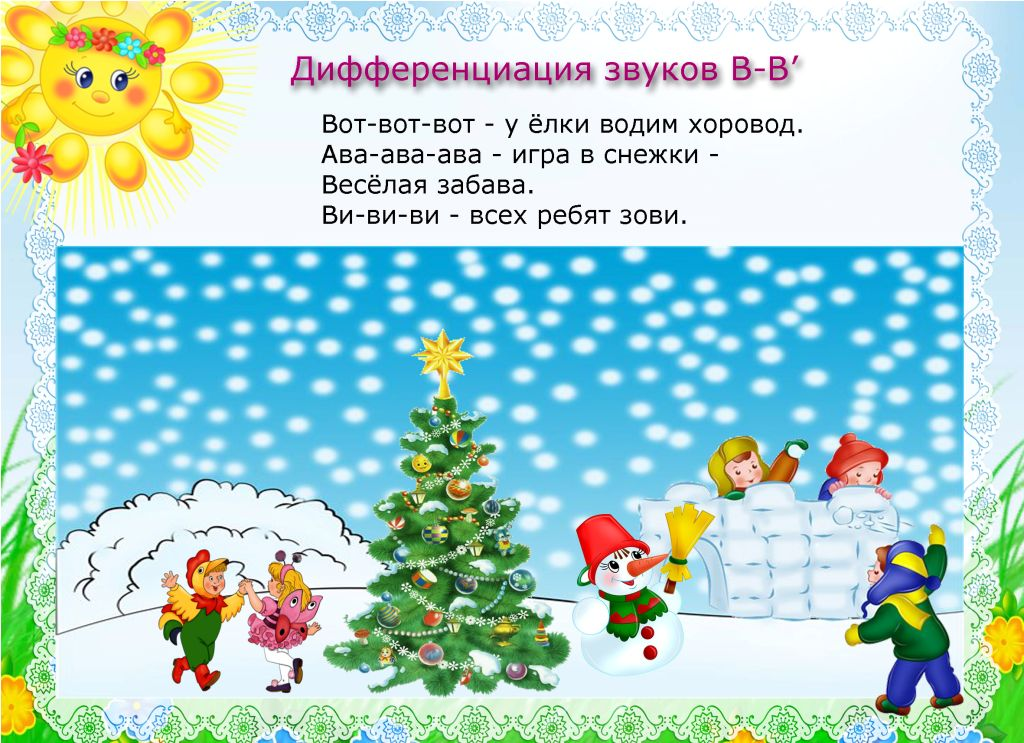 Дифференциация звуков В-В’
Вот-вот-вот - у ёлки водим хоровод.
Ава-ава-ава - игра в снежки -
Весёлая забава.
Ви-ви-ви - всех ребят зови.